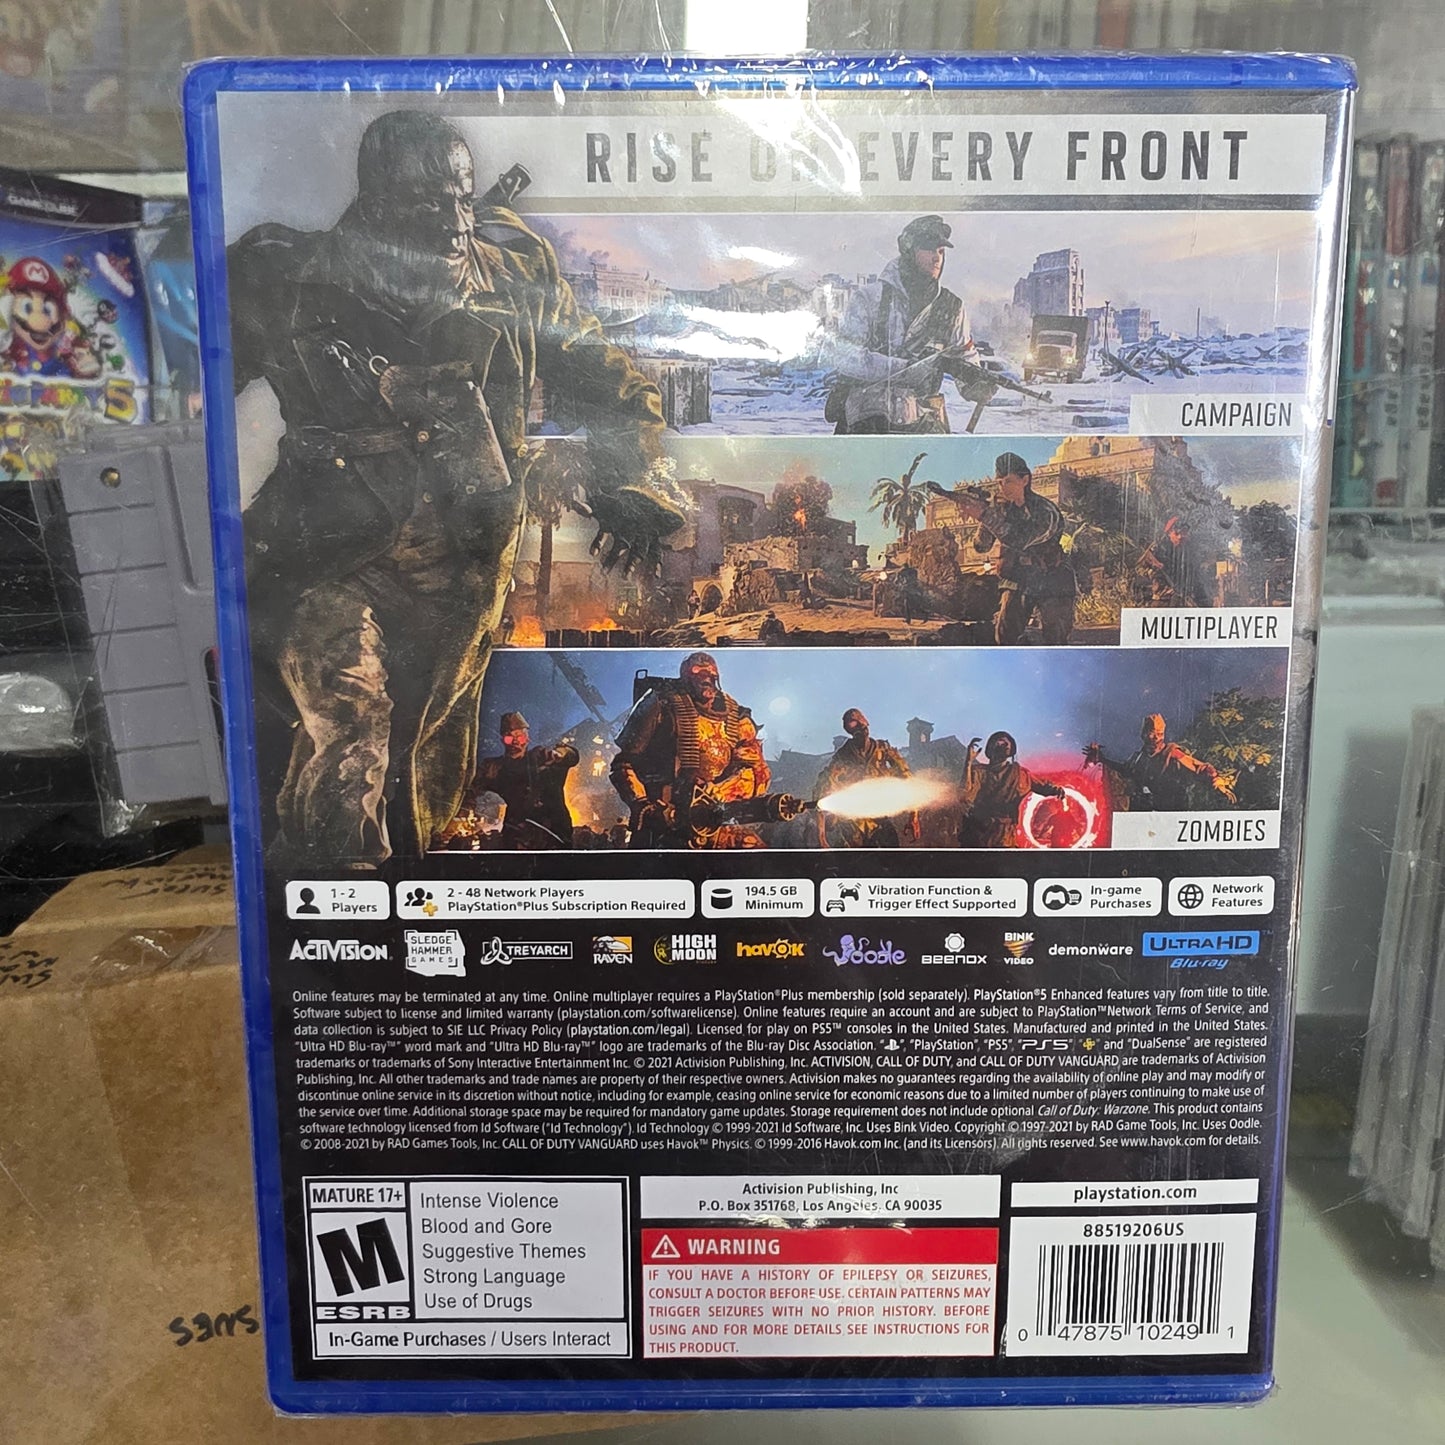 RISE ON EVERY FRONT
GAMECUBE
5
CAMPAIGN
MULTIPLAYER
ZOMBIES
1 - 2
Players
2 - 48 Network Players
PlayStation®Plus Subscription Required
194.5 GB
Minimum
Vibration Function &
Trigger Effect Supported
In-game
Purchases
Network
Features
ACTIVISION
SLEDGE
HAMMER
GAMES
TREYARCH
RAVEN
HIGH
MOON
havok
oodle
BEENOX
BINK
VIDEO
demonware
ULTRA HD
Blu-ray
TM
Online features may be terminated at any time. Online multiplayer requires a PlayStation®Plus membership (sold separately). PlayStation®5 Enhanced features vary from title to title.
Software subject to license and limited warranty (playstation.com/softwarelicense). Online features require an account and are subject to PlayStation™Network Terms of Service, and
data collection is subject to SIE LLC Privacy Policy (playstation.com/legal). Licensed for play on PS5™ consoles in the United States. Manufactured and printed in the United States.
"Ultra HD Blu-ray™" word mark and "Ultra HD Blu-ray™" logo are trademarks of the Blu-ray Disc Association. " ", "PlayStation", "PS5", "PS5", " " and "DualSense" are registered
trademarks or trademarks of Sony Interactive Entertainment Inc. © 2021 Activision Publishing, Inc. ACTIVISION, CALL OF DUTY, and CALL OF DUTY VANGUARD are trademarks of Activision
Publishing, Inc. All other trademarks and trade names are property of their respective owners. Activision makes no guarantees regarding the availability of online play and may modify or
discontinue online service in its discretion without notice, including for example, ceasing online service for economic reasons due to a limited number of players continuing to make use of
the service over time. Additional storage space may be required for mandatory game updates. Storage requirement does not include optional Call of Duty: Warzone. This product contains
software technology licensed from Id Software ("Id Technology"). Id Technology © 1999-2021 Id Software, Inc. Uses Bink Video. Copyright © 1997-2021 by RAD Game Tools, Inc. Uses Oodle.
© 2008-2021 by RAD Games Tools, Inc. CALL OF DUTY VANGUARD uses Havok™ Physics. © 1999-2016 Havok.com Inc. (and its Licensors). All rights reserved. See www.havok.com for details.
MATURE 17+
M
ESRB
Intense Violence
Blood and Gore
Suggestive Themes
Strong Language
Use of Drugs
In-Game Purchases / Users Interact
Activision Publishing, Inc
P.O. Box 351768, Los Angeles, CA 90035
WARNING
IF YOU HAVE A HISTORY OF EPILEPSY OR SEIZURES,
CONSULT A DOCTOR BEFORE USE. CERTAIN PATTERNS MAY
TRIGGER SEIZURES WITH NO PRIOR HISTORY. BEFORE
USING AND FOR MORE DETAILS SEE INSTRUCTIONS FOR
THIS PRODUCT.
playstation.com
88519206US
0 47875 10249 1